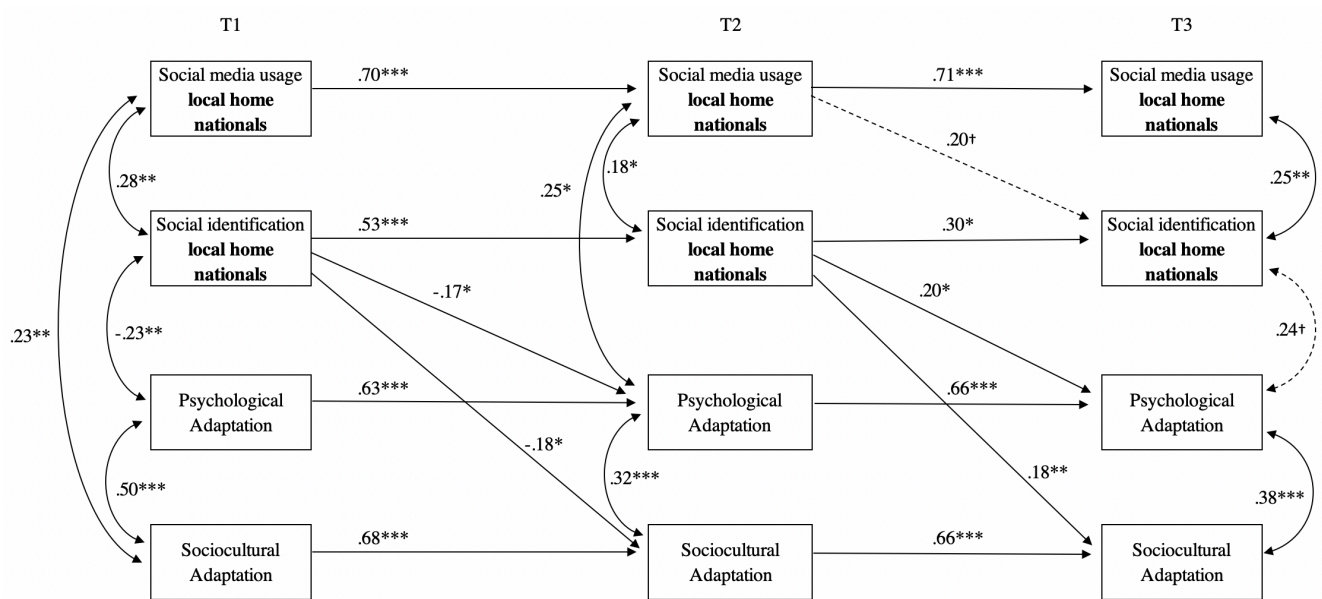 T1 T2 T3
Social media usage
local home
nationals
.70***
Social media usage
local home
nationals
.71***
Social media usage
local home
nationals
.20†
.28**
.25*
.18*
.25**
Social identification
local home
nationals
.53***
Social identification
local home
nationals
.30*
Social identification
local home
nationals
-.17*
.20*
.23**
-.23**
.24†
Psychological
Adaptation
.63***
Psychological
Adaptation
.66***
Psychological
Adaptation
-.18*
.50***
.32***
.18**
.38***
Sociocultural
Adaptation
.68***
Sociocultural
Adaptation
.66***
Sociocultural
Adaptation